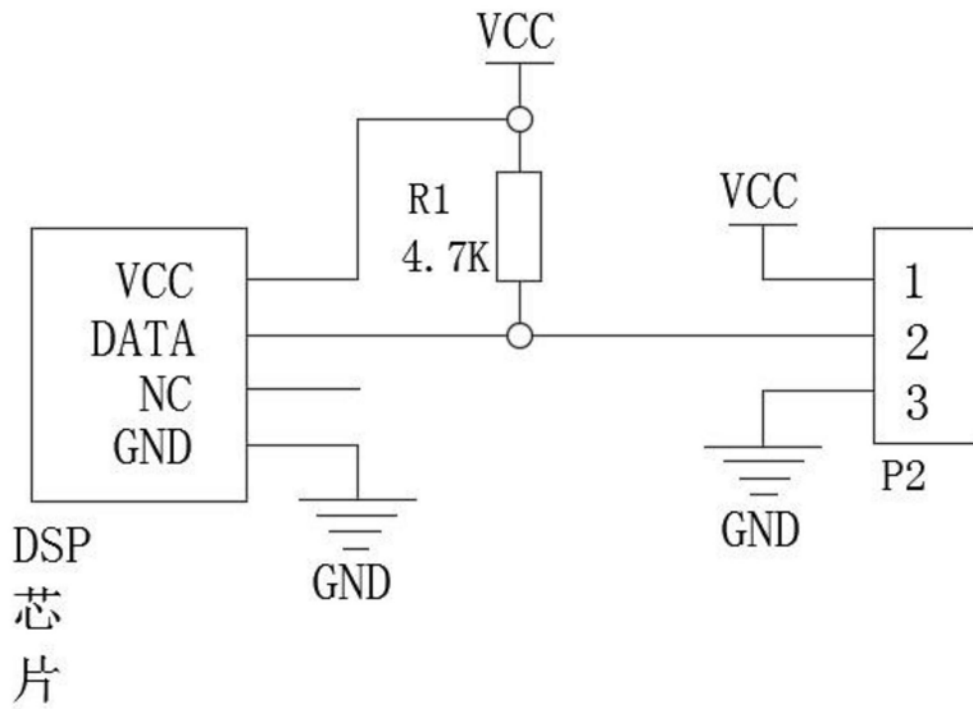 VCC
R1
4.7K
VCC
VCC
DATA
NC
GND
1
2
3
P2
GND
GND
DSP
芯
片